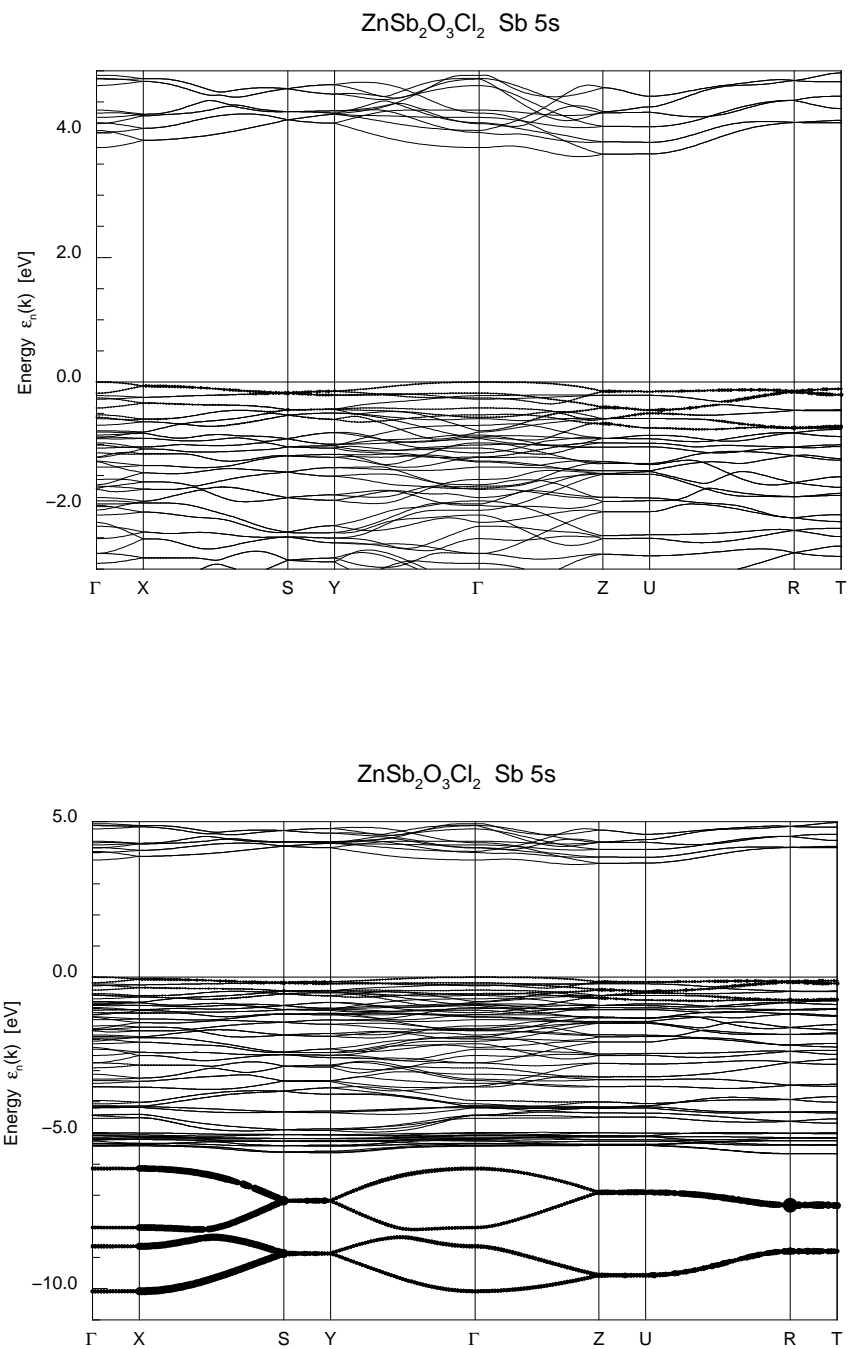 ZnSb₂O₃Cl₂ Sb 5s
4.0
2.0
0.0
−2.0
Energy εₙ(k) [eV]
Γ X S Y Γ Z U R T
ZnSb₂O₃Cl₂ Sb 5s
5.0
0.0
−5.0
−10.0
Energy εₙ(k) [eV]
Γ X S Y Γ Z U R T